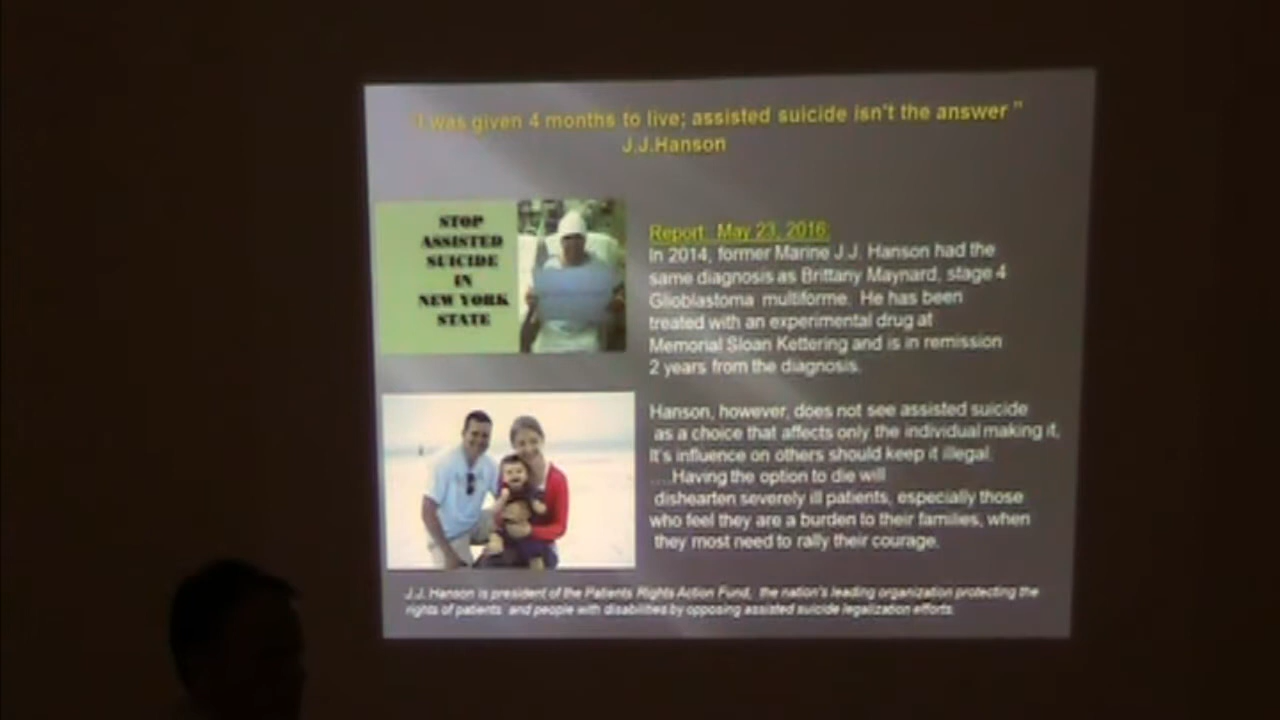 "I was given 4 months to live; assisted suicide isn't the answer "
J.J.Hanson
STOP
ASSISTED
SUICIDE
IN
NEW YORK
STATE
Report: May 23, 2016:
In 2014, former Marine J.J. Hanson had the
same diagnosis as Brittany Maynard, stage 4
Glioblastoma multiforme. He has been
treated with an experimental drug at
Memorial Sloan Kettering and is in remission
2 years from the diagnosis.
Hanson, however, does not see assisted suicide
as a choice that affects only the individual making it,
It's influence on others should keep it illegal.
....Having the option to die will
dishearten severely ill patients, especially those
who feel they are a burden to their families, when
they most need to rally their courage.
J.J. Hanson is president of the Patients Rights Action Fund, the nation's leading organization protecting the
rights of patients and people with disabilities by opposing assisted suicide legalization efforts.